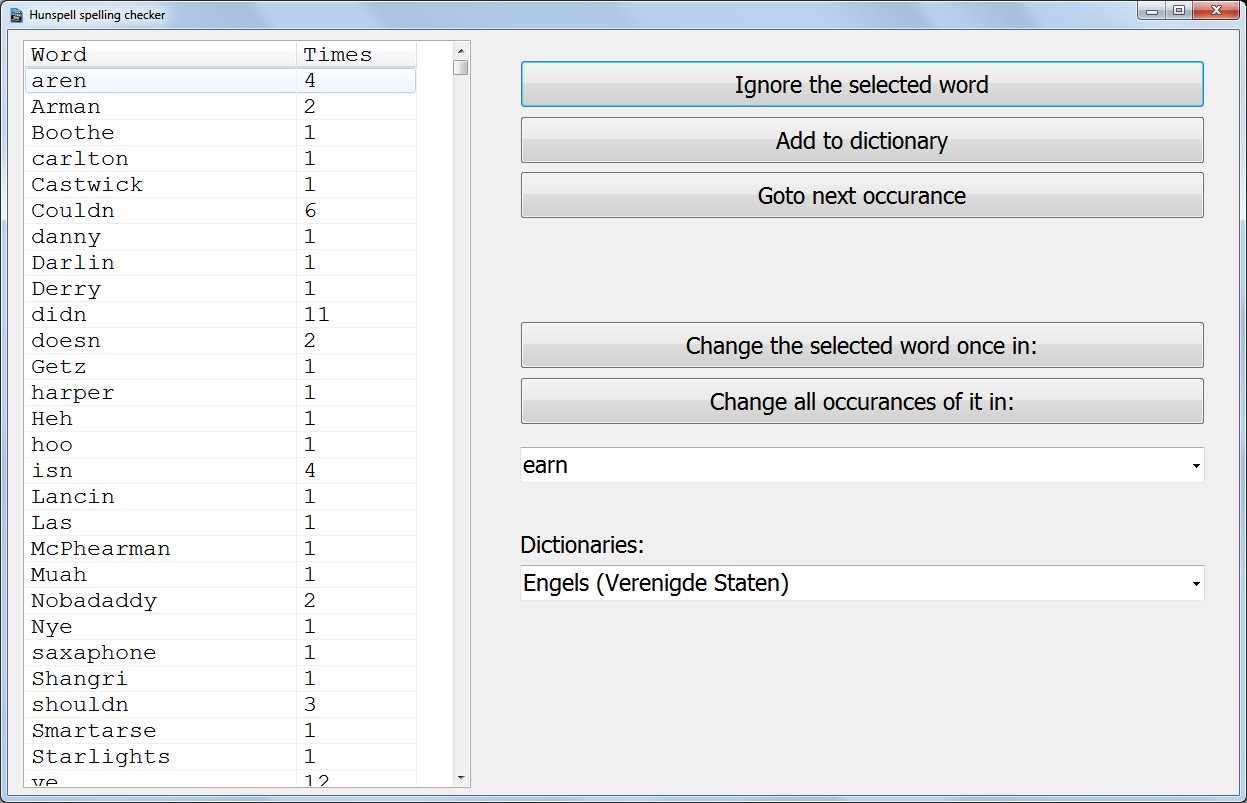 Hunspell spelling checker
Word Times
aren 4
Arman 2
Boothe 1
carlton 1
Castwick 1
Couldn 6
danny 1
Darlin 1
Derry 1
didn 11
doesn 2
Getz 1
harper 1
Heh 1
hoo 1
isn 4
Lancin 1
Las 1
McPhearman 1
Muah 1
Nobadaddy 2
Nye 1
saxaphone 1
Shangri 1
shouldn 3
Smartarse 1
Starlights 1
ve 12
Ignore the selected word
Add to dictionary
Goto next occurance
Change the selected word once in:
Change all occurances of it in:
earn
Dictionaries:
Engels (Verenigde Staten)